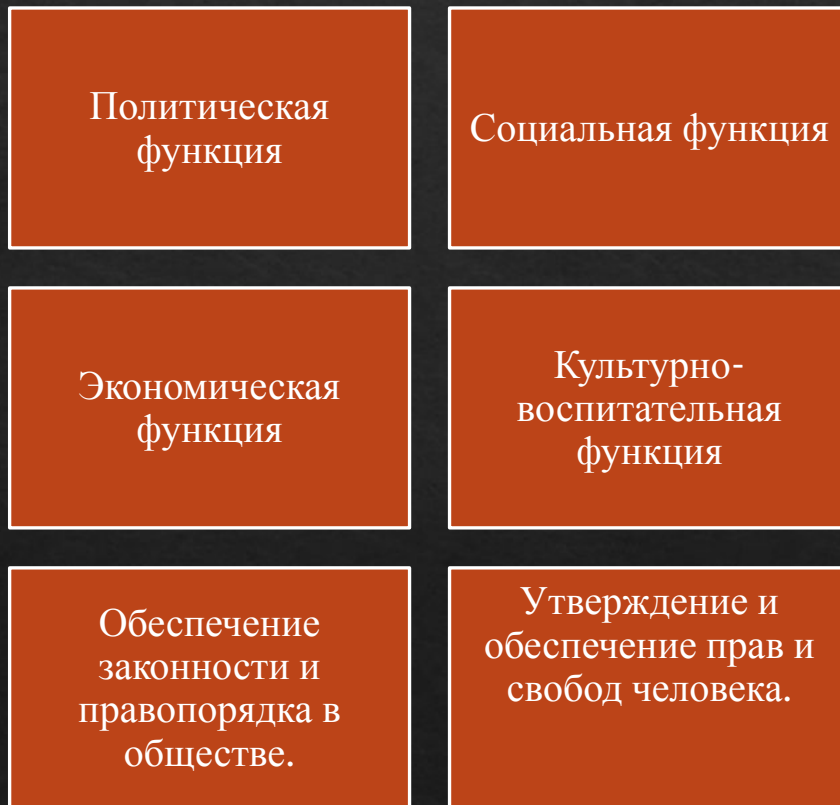 Политическая
функция
Социальная функция
Экономическая
функция
Культурно-
воспитательная
функция
Обеспечение
законности и
правопорядка в
обществе.
Утверждение и
обеспечение прав и
свобод человека.